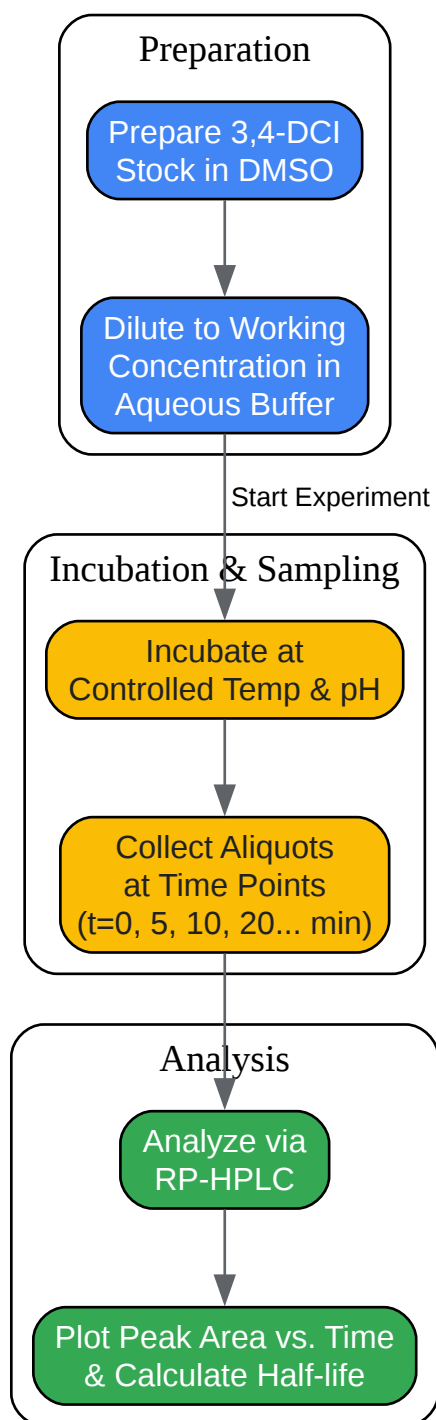 Preparation
Prepare 3,4-DCI
Stock in DMSO
Dilute to Working
Concentration in
Aqueous Buffer
Start Experiment
Incubation & Sampling
Incubate at
Controlled Temp & pH
Collect Aliquots
at Time Points
(t=0, 5, 10, 20... min)
Analysis
Analyze via
RP-HPLC
Plot Peak Area vs. Time
& Calculate Half-life